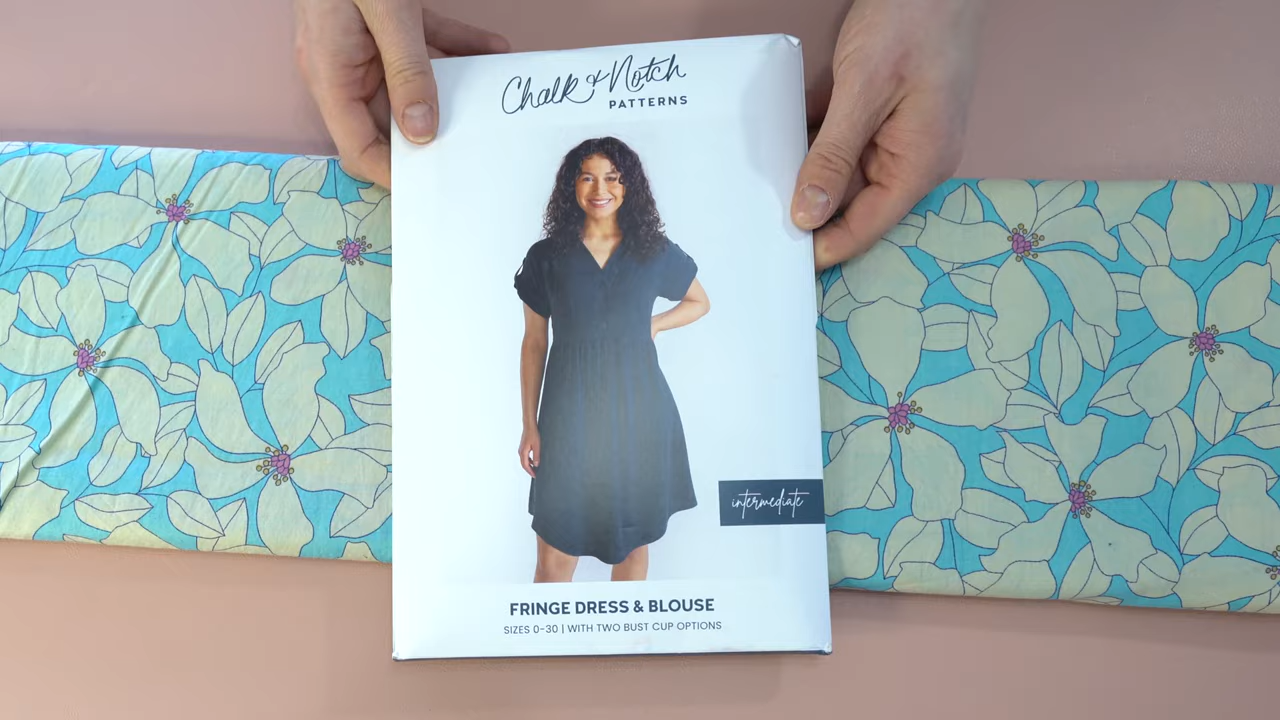 Chalk & Notch
PATTERNS
intermediate
FRINGE DRESS & BLOUSE
SIZES 0-30 | WITH TWO BUST CUP OPTIONS